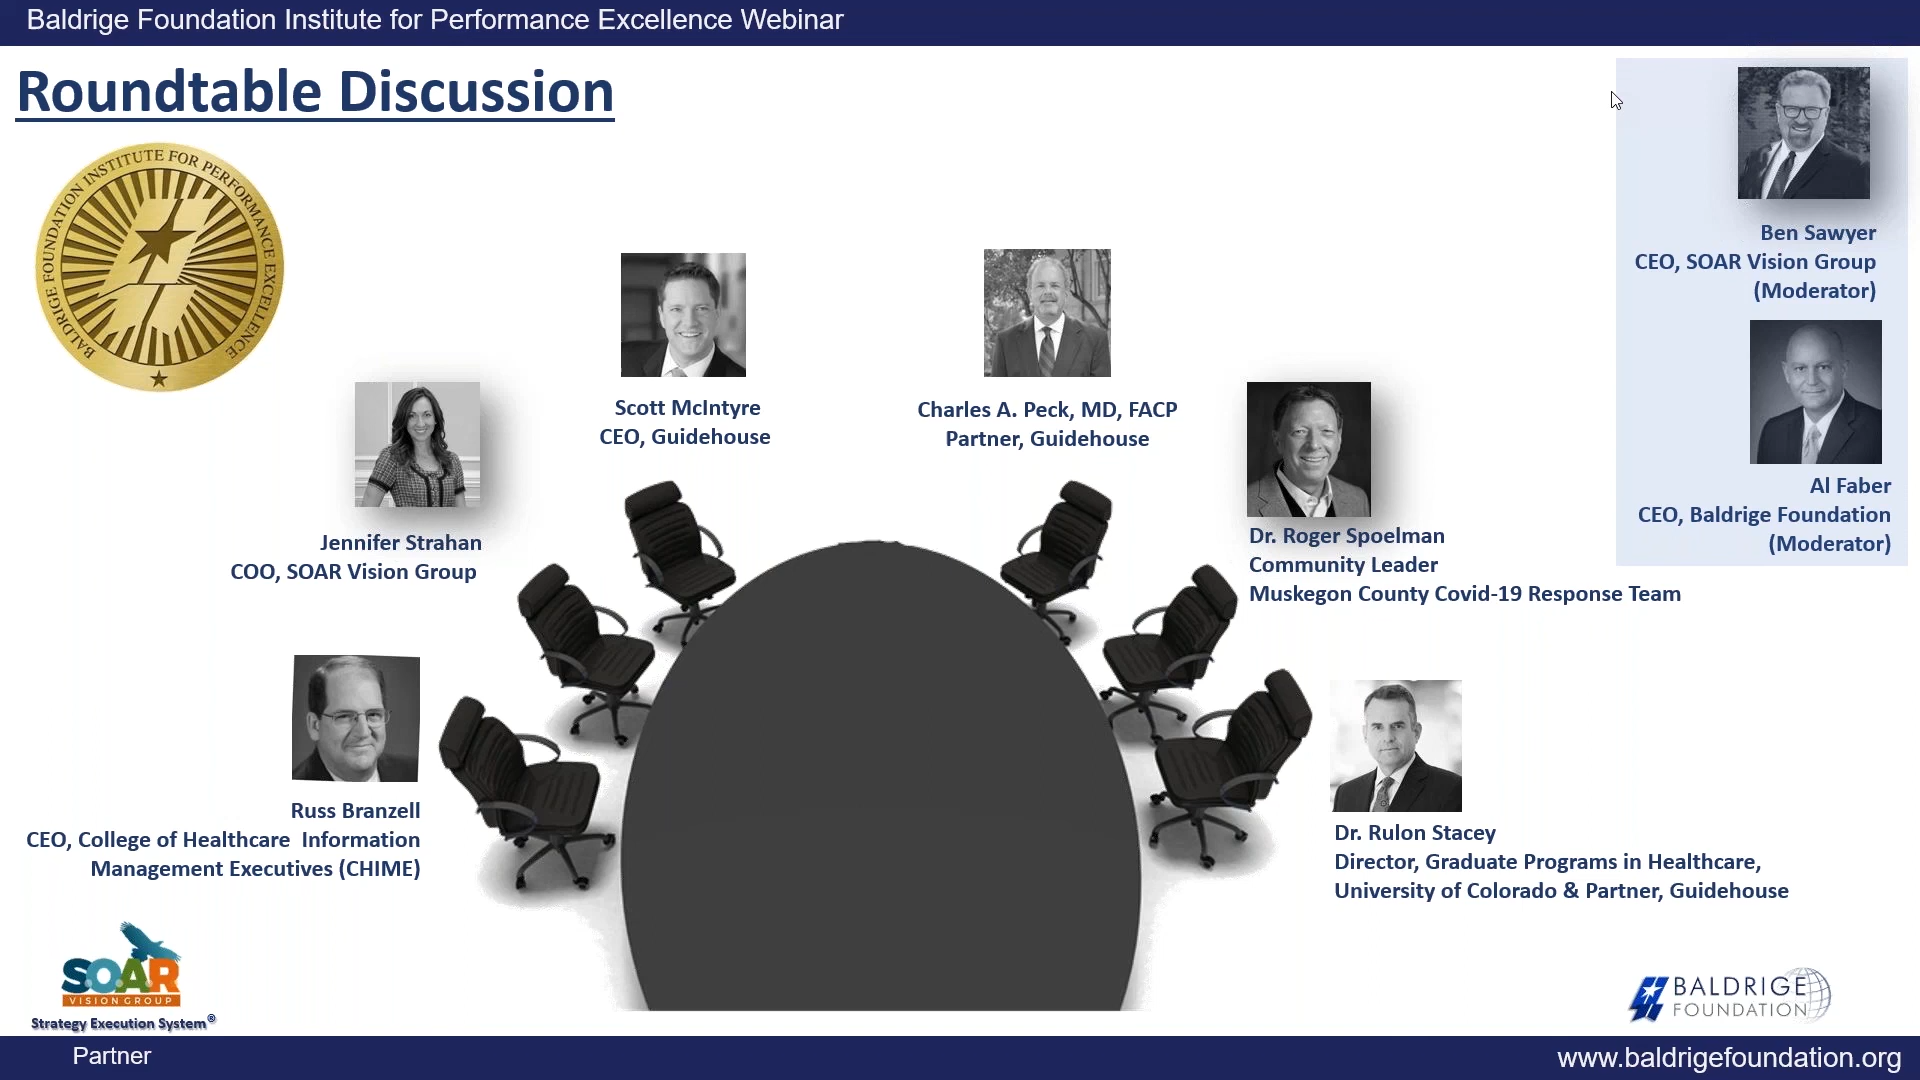 Baldrige Foundation Institute for Performance Excellence Webinar
Roundtable Discussion
BALDRIGE FOUNDATION INSTITUTE FOR PERFORMANCE EXCELLENCE
Ben Sawyer
CEO, SOAR Vision Group
(Moderator)
Al Faber
CEO, Baldrige Foundation
(Moderator)
Scott McIntyre
CEO, Guidehouse
Charles A. Peck, MD, FACP
Partner, Guidehouse
Jennifer Strahan
COO, SOAR Vision Group
Dr. Roger Spoelman
Community Leader
Muskegon County Covid-19 Response Team
Russ Branzell
CEO, College of Healthcare Information
Management Executives (CHIME)
Dr. Rulon Stacey
Director, Graduate Programs in Healthcare,
University of Colorado & Partner, Guidehouse
S.O.A.R
VISION GROUP
Strategy Execution System®
BALDRIGE
FOUNDATION
Partner
www.baldrigefoundation.org